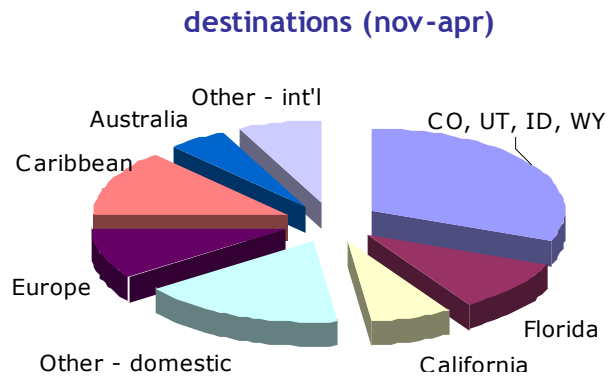 destinations (nov-apr)
Other - int'l
Australia
CO, UT, ID, WY
Caribbean
Europe
Florida
Other - domestic
California